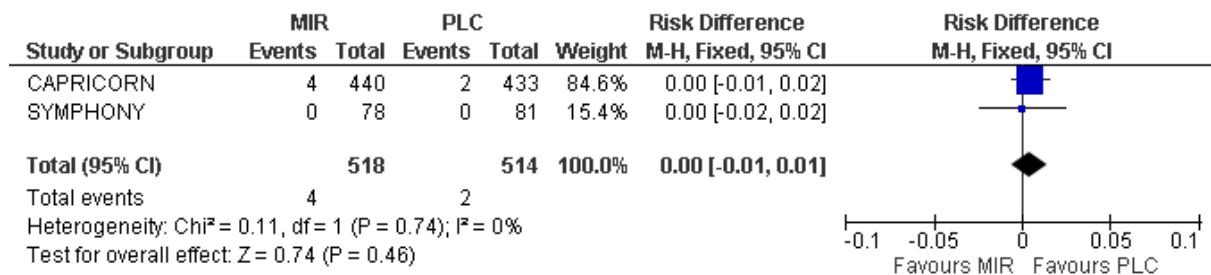 MIR PLC Risk Difference Risk Difference
Study or Subgroup Events Total Events Total Weight M-H, Fixed, 95% CI M-H, Fixed, 95% CI
CAPRICORN 4 440 2 433 84.6% 0.00 [-0.01, 0.02]
SYMPHONY 0 78 0 81 15.4% 0.00 [-0.02, 0.02]
Total (95% CI) 518 514 100.0% 0.00 [-0.01, 0.01]
Total events 4 2
Heterogeneity: Chi² = 0.11, df = 1 (P = 0.74); I² = 0%
Test for overall effect: Z = 0.74 (P = 0.46)
-0.1 -0.05 0 0.05 0.1
Favours MIR Favours PLC